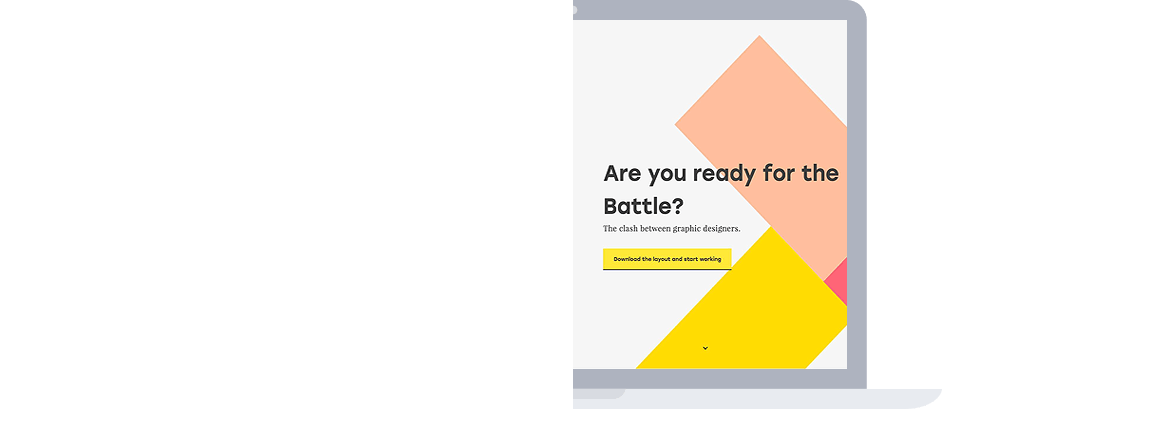 Are you ready for the
Battle?
The clash between graphic designers.
Download the layout and start working